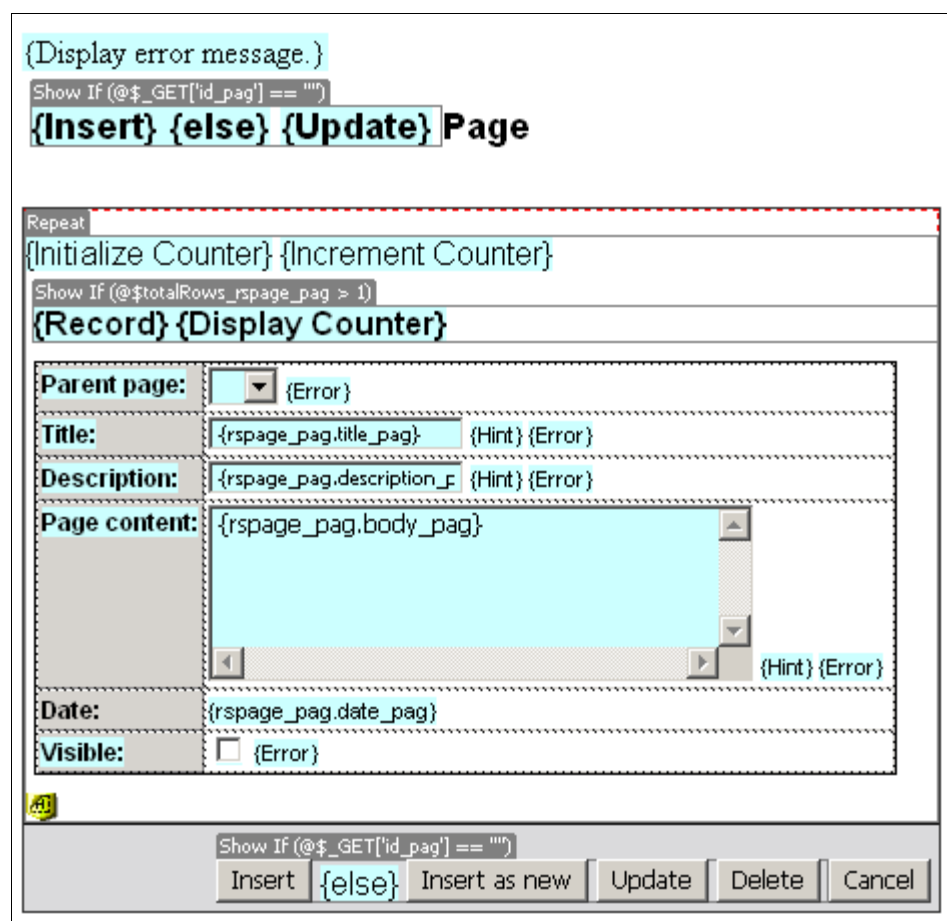 {Display error message.}
Show If (@$_GET['id_pag'] == "")
{Insert} {else} {Update} Page
Repeat
{Initialize Counter} {Increment Counter}
Show If (@$totalRows_rspage_pag > 1)
{Record} {Display Counter}
Parent page: {Error}
Title: {rspage_pag.title_pag} {Hint} {Error}
Description: {rspage_pag.description_p {Hint} {Error}
Page content: {rspage_pag.body_pag}
{Hint} {Error}
Date: {rspage_pag.date_pag}
Visible: {Error}
Show If (@$_GET['id_pag'] == "")
Insert {else} Insert as new Update Delete Cancel